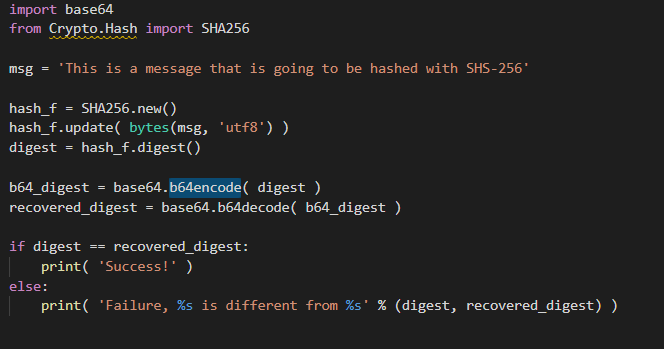 import base64
from Crypto.Hash import SHA256
msg = 'This is a message that is going to be hashed with SHS-256'
hash_f = SHA256.new()
hash_f.update( bytes(msg, 'utf8') )
digest = hash_f.digest()
b64_digest = base64.b64encode( digest )
recovered_digest = base64.b64decode( b64_digest )
if digest == recovered_digest:
    print( 'Success!' )
else:
    print( 'Failure, %s is different from %s' % (digest, recovered_digest) )